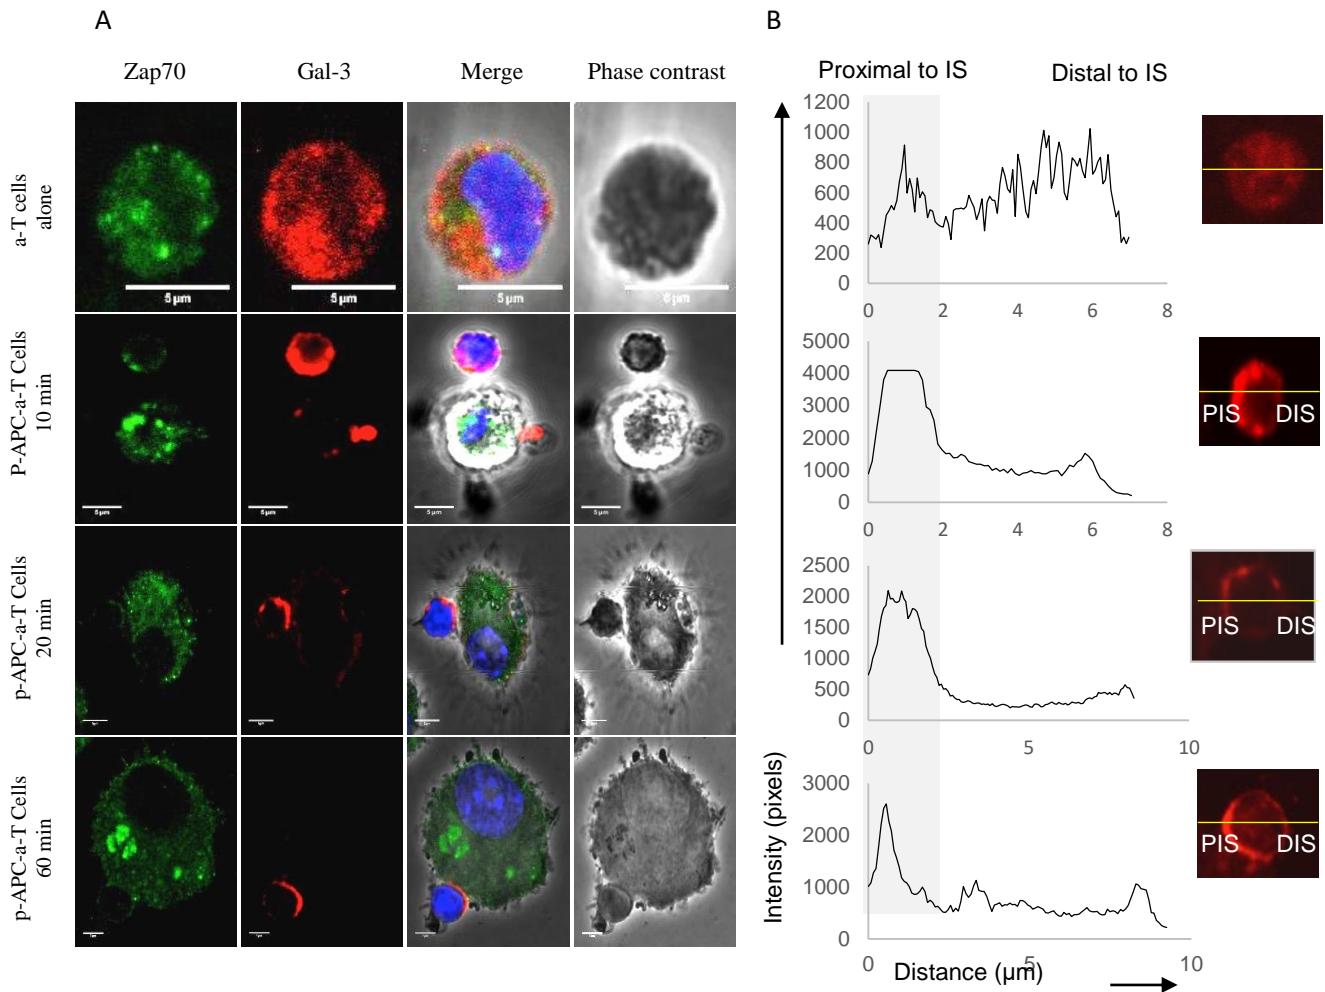 A
B
Zap70 Gal-3 Merge Phase contrast
a-T cells
alone
5 µm 5 µm 5 µm
P-APC-a-T Cells
10 min
5 µm 5 µm
p-APC-a-T Cells
20 min
p-APC-a-T Cells
60 min
Proximal to IS Distal to IS
1200
1000
800
600
400
200
0
0 2 4 6 8
5000
4000
3000
2000
1000
0
0 2 4 6 8
PIS DIS
2500
2000
1500
1000
500
0
0 5 10
PIS DIS
3000
2000
1000
0
0 5 10
PIS DIS
Intensity (pixels)
Distance (µm)